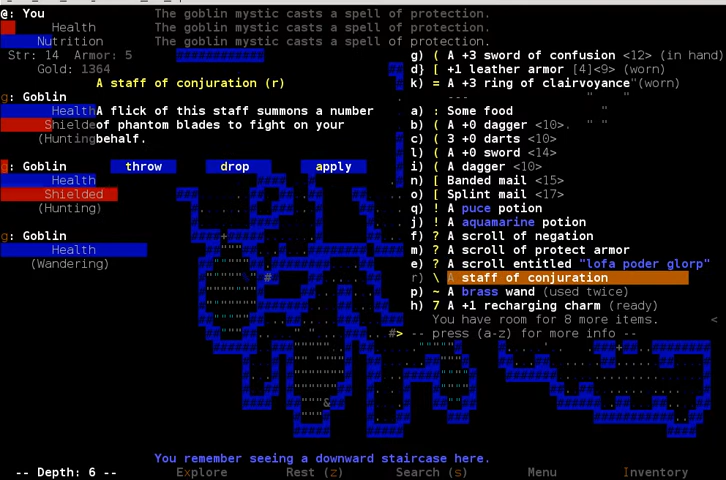 @: You
The goblin mystic casts a spell of protection.
Health
The goblin mystic casts a spell of protection.
Nutrition
The goblin mystic casts a spell of protection.
Str: 14 Armor: 5
Gold: 1364
g) ( A +3 sword of confusion <12> (in hand)
d} [ +1 leather armor [4]<9> (worn)
k) = A +3 ring of clairvoyance (worn)
---
a) : Some food
b) ( A +0 dagger <10>
c) ( 3 +0 darts <10>
l) ( A +0 sword <14>
i) ( A dagger <10>
n) [ Banded mail <15>
o) [ Splint mail <17>
q) ! A puce potion
j) ! A aquamarine potion
f) ? A scroll of negation
m) ? A scroll of protect armor
e) ? A scroll entitled "lofa poder glorp"
r) \ A staff of conjuration
p) ~ A brass wand (used twice)
h) 7 A +1 recharging charm (ready)
You have room for 8 more items.
-- press (a-z) for more info --
A staff of conjuration (r)
A flick of this staff summons a number
of phantom blades to fight on your
behalf.
throw drop apply
g: Goblin
Health
Shielde
(Hunting)
g: Goblin
Health
Shielded
(Hunting)
g: Goblin
Health
(Wandering)
You remember seeing a downward staircase here.
-- Depth: 6 -- Explore Rest (z) Search (s) Menu Inventory